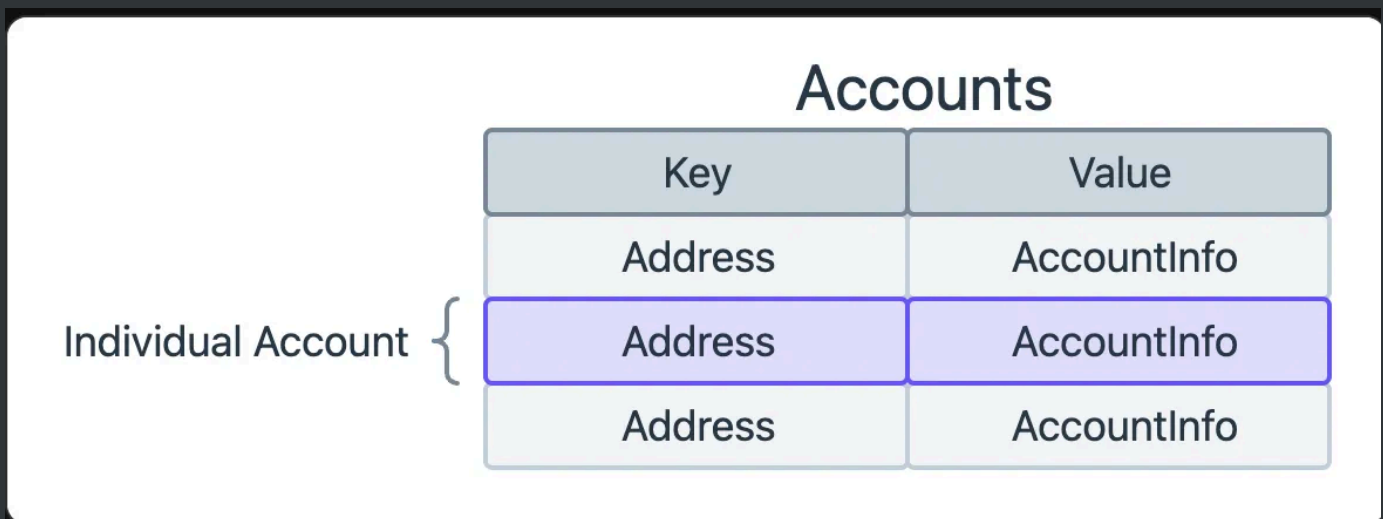 Accounts
Key Value
Address AccountInfo
Individual Account Address AccountInfo
Address AccountInfo